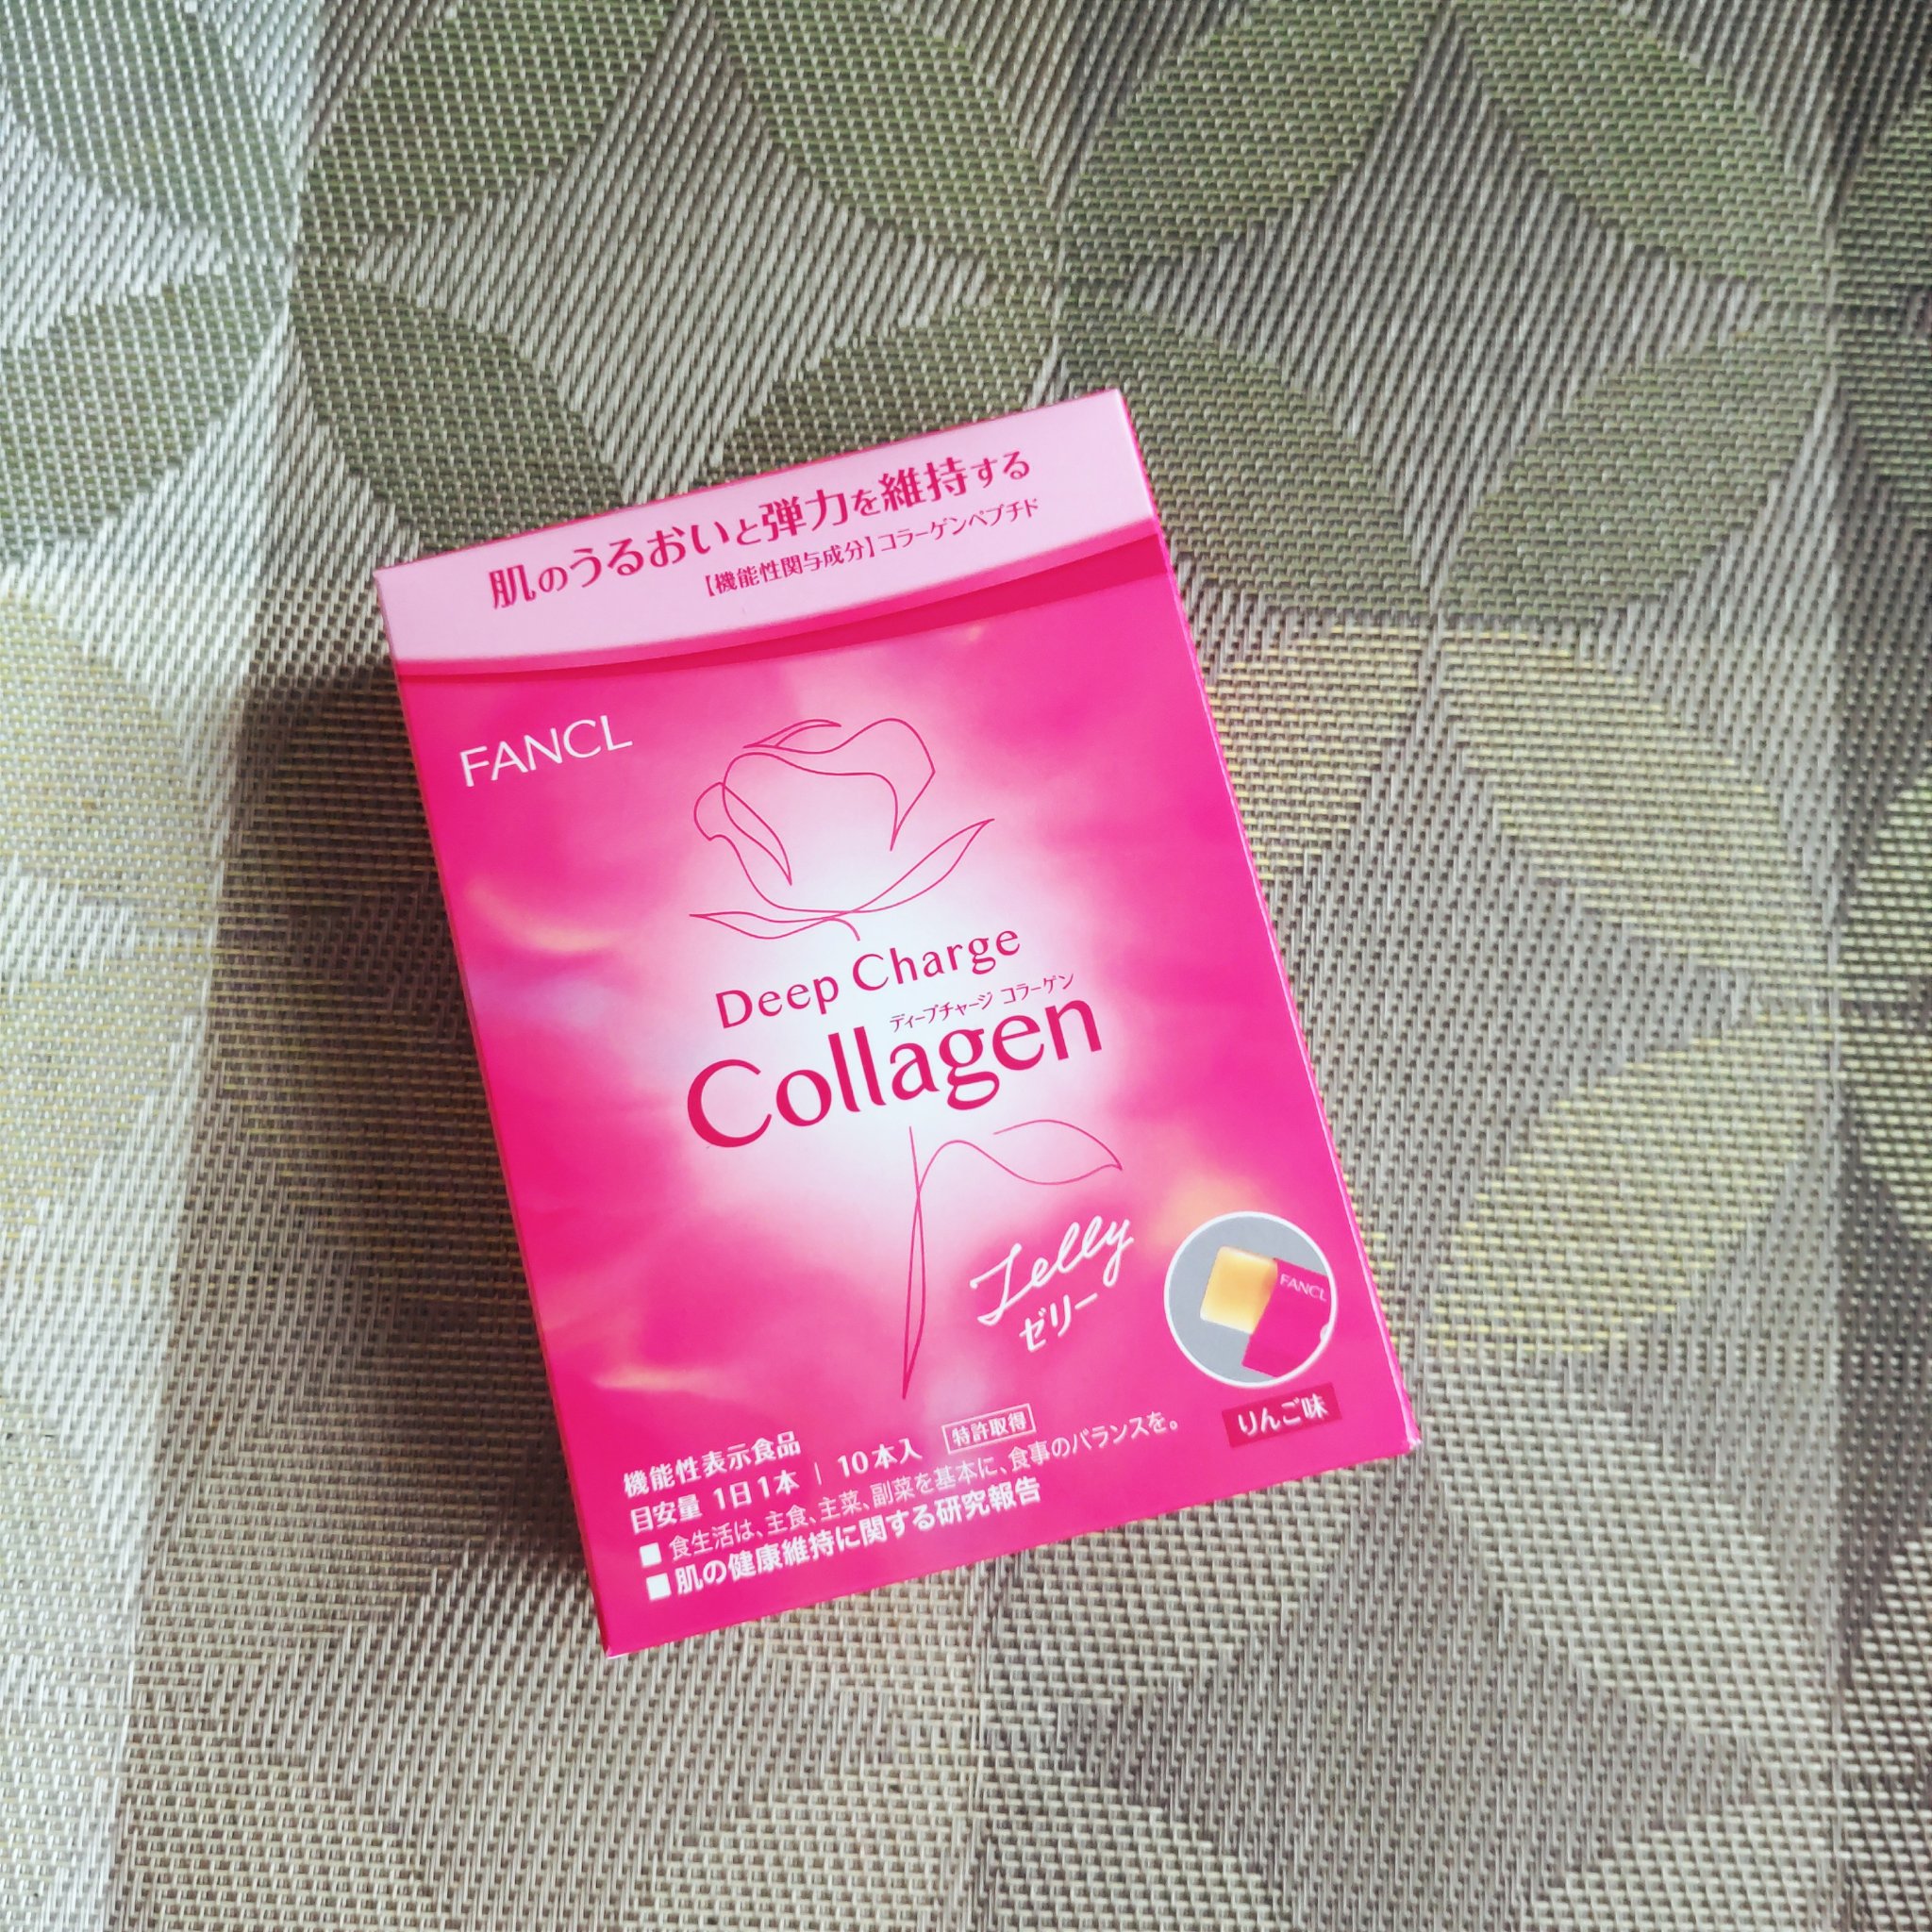 肌のうるおいと弾力を維持する
【機能性関与成分】コラーゲンペプチド
FANCL
Deep Charge
ディープチャージ コラーゲン
Collagen
Jelly
ゼリー
FANCL
りんご味
機能性表示食品
目安量 1日1本 | 10本入 特許取得
■ 食生活は、主食、主菜、副菜を基本に、食事のバランスを。
■ 肌の健康維持に関する研究報告